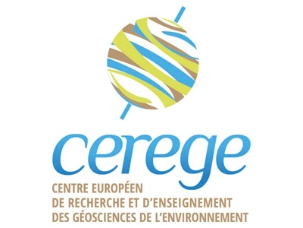 cerege
CENTRE EUROPÉEN
DE RECHERCHE ET D'ENSEIGNEMENT
DES GÉOSCIENCES DE L'ENVIRONNEMENT